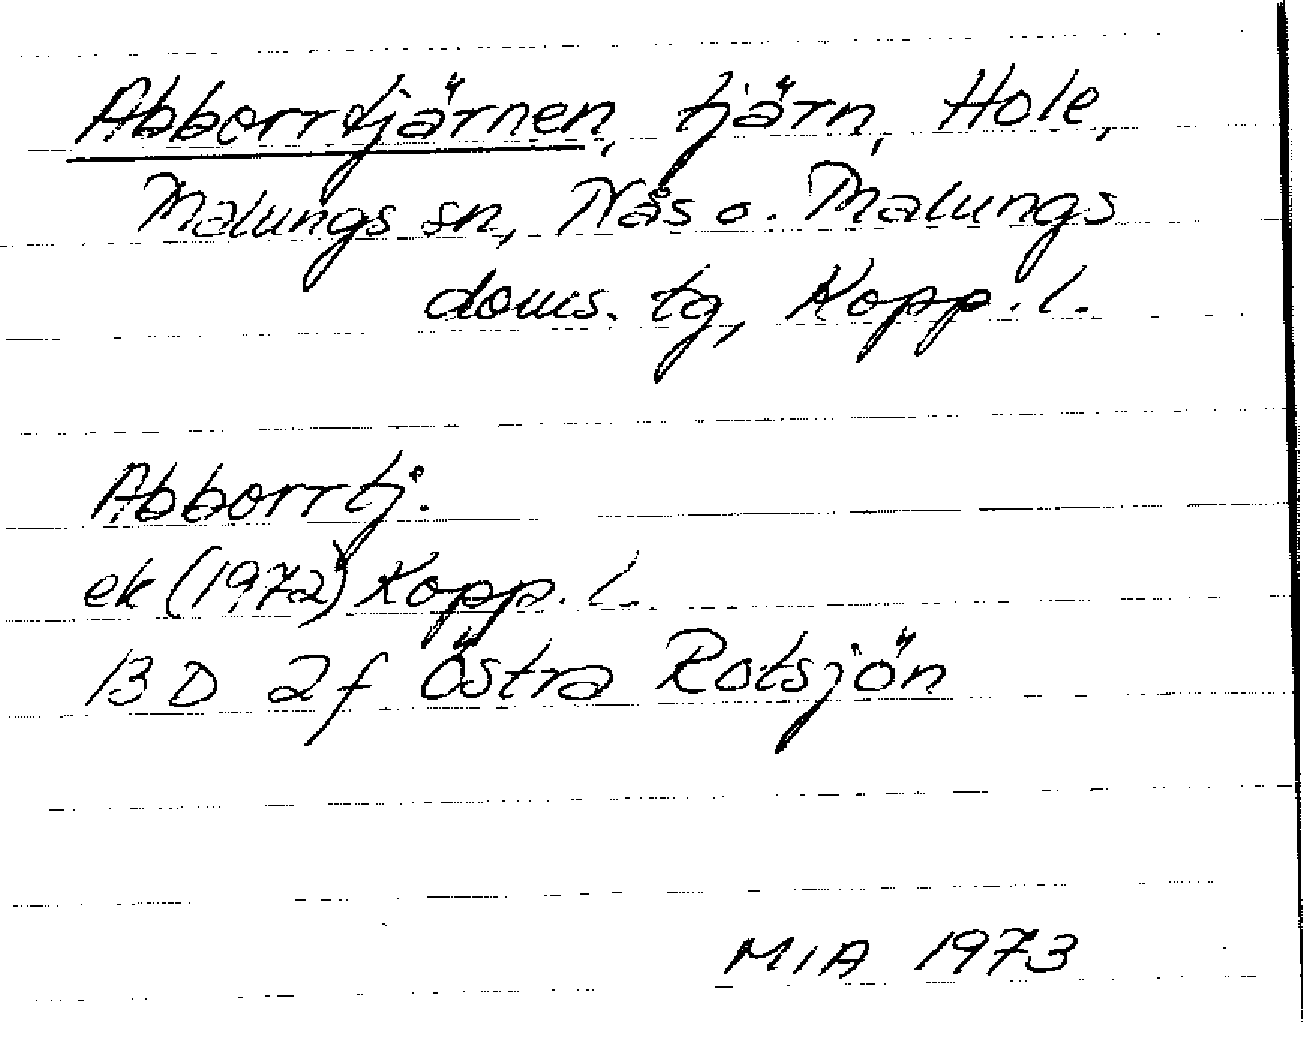 Abborrtjärnen, tjärn, Hole,
Malungs sn, Nås o. Malungs
doms. tg, Kopp. l.
Abborrtj.
ek (1972) Kopp. l.
13 D 2f Östra Rotsjön
MIA 1973